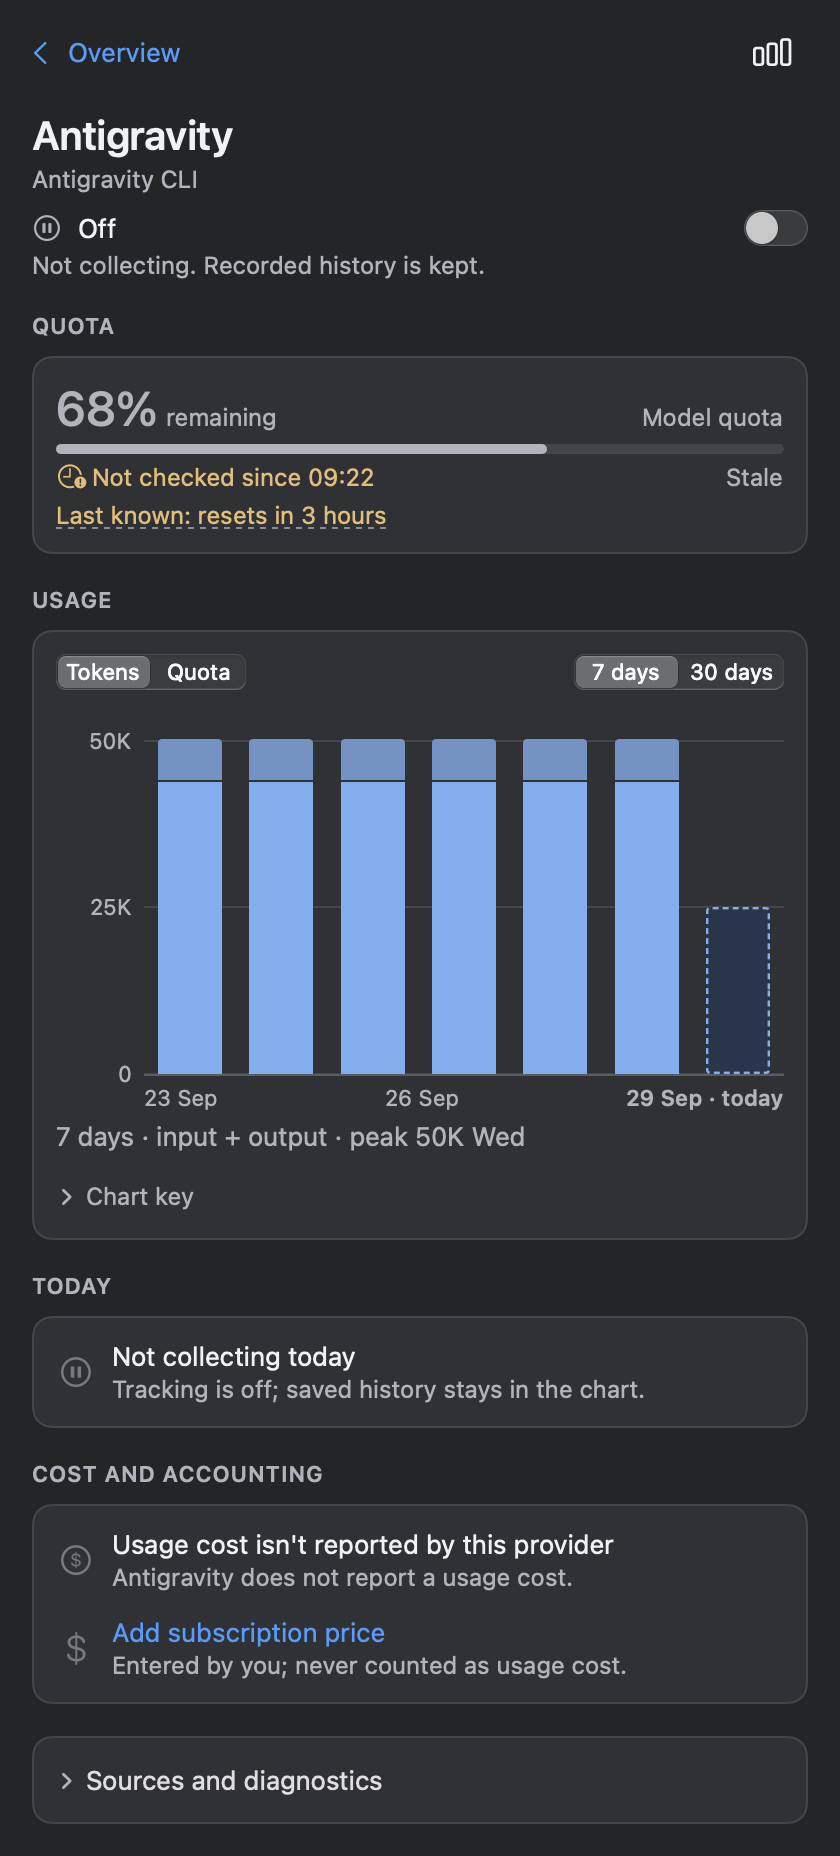 Overview
Antigravity
Antigravity CLI
Off
Not collecting. Recorded history is kept.
QUOTA
68% remaining
Model quota
Not checked since 09:22
Stale
Last known: resets in 3 hours
USAGE
Tokens Quota
7 days 30 days
50K
25K
0
23 Sep 26 Sep 29 Sep · today
7 days · input + output · peak 50K Wed
Chart key
TODAY
Not collecting today
Tracking is off; saved history stays in the chart.
COST AND ACCOUNTING
Usage cost isn't reported by this provider
Antigravity does not report a usage cost.
Add subscription price
Entered by you; never counted as usage cost.
Sources and diagnostics